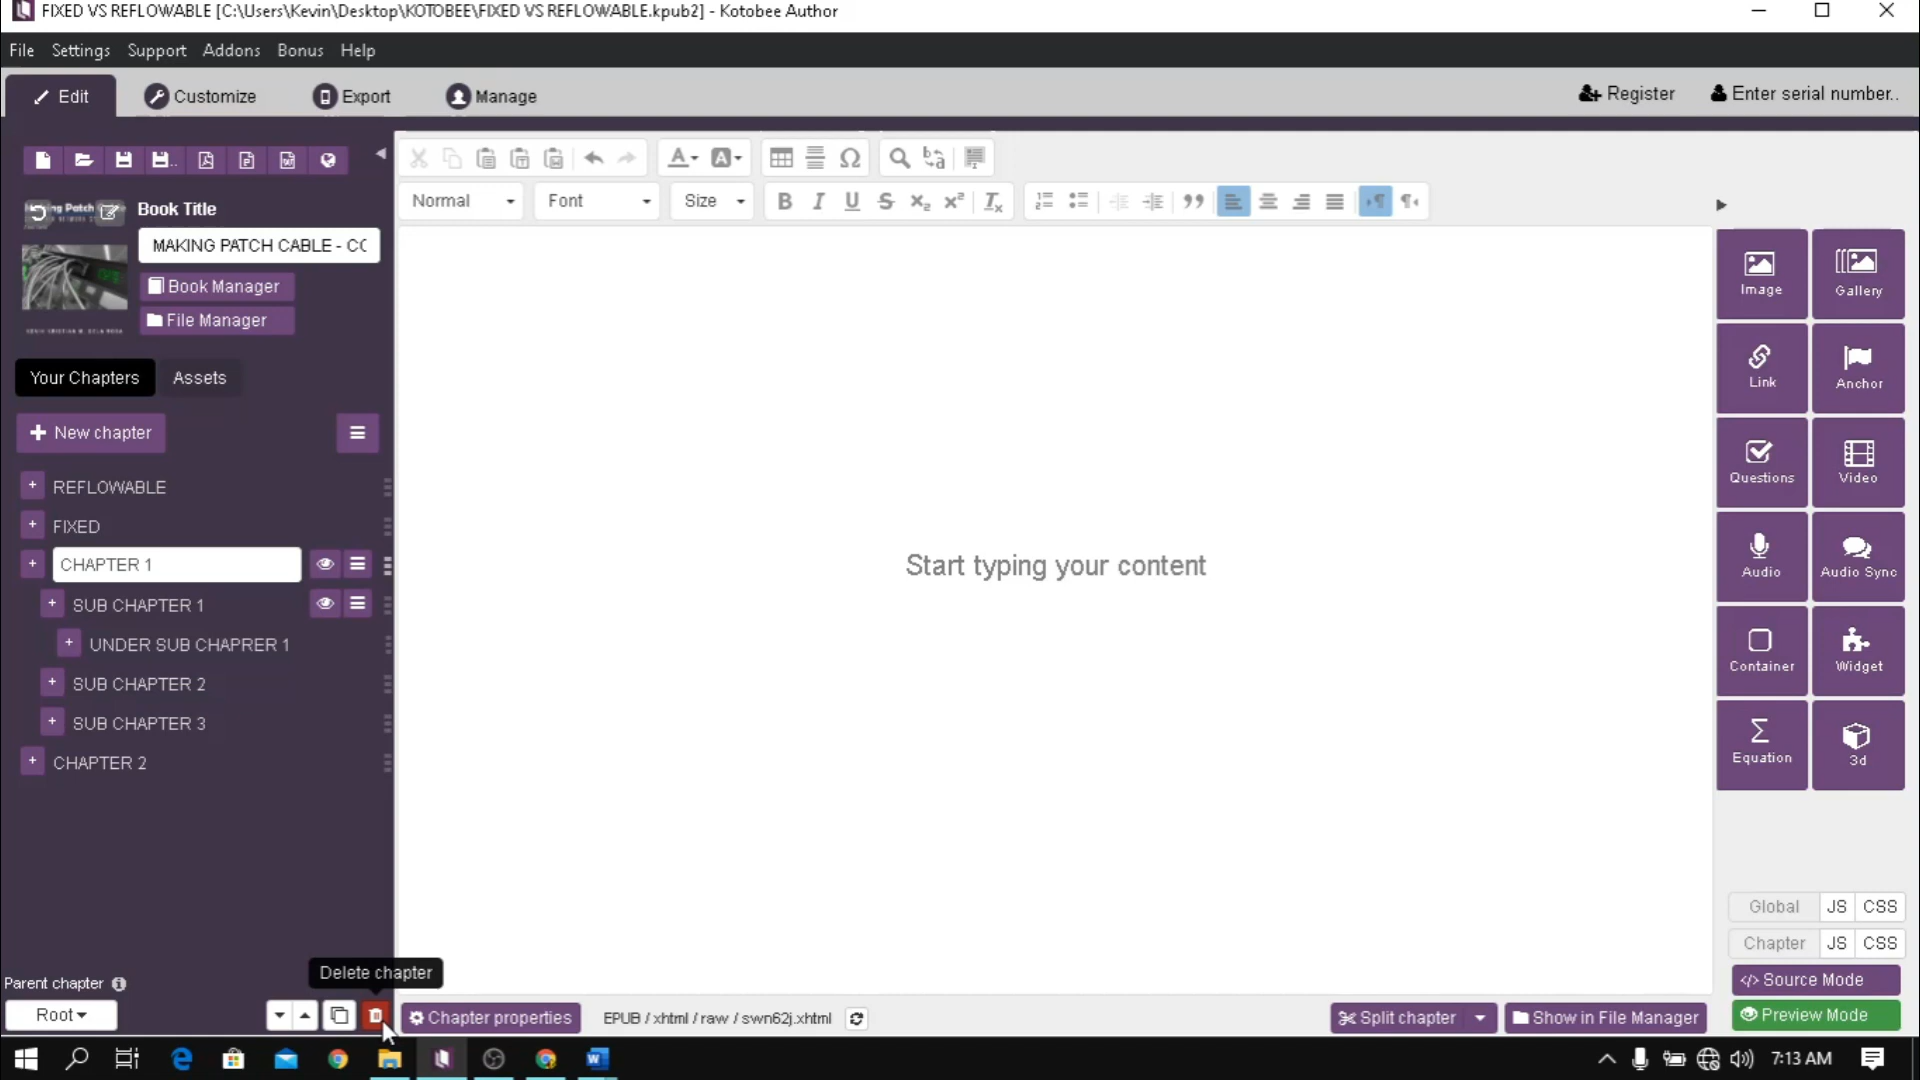 FIXED VS REFLOWABLE [C:\Users\Kevin\Desktop\KOTOBEE\FIXED VS REFLOWABLE.kpub2] - Kotobee Author
File Settings Support Addons Bonus Help
Edit Customize Export Manage Register Enter serial number..
Book Title
MAKING PATCH CABLE - CO
Book Manager
File Manager
Normal Font Size
Your Chapters Assets
New chapter
REFLOWABLE
FIXED
CHAPTER 1
SUB CHAPTER 1
UNDER SUB CHAPRER 1
SUB CHAPTER 2
SUB CHAPTER 3
CHAPTER 2
Start typing your content
Image Gallery
Link Anchor
Questions Video
Audio Audio Sync
Container Widget
Equation 3d
Global JS CSS
Chapter JS CSS
Source Mode
Preview Mode
Delete chapter
Parent chapter
Root
Chapter properties EPUB / xhtml / raw / swn62j.xhtml Split chapter Show in File Manager
7:13 AM